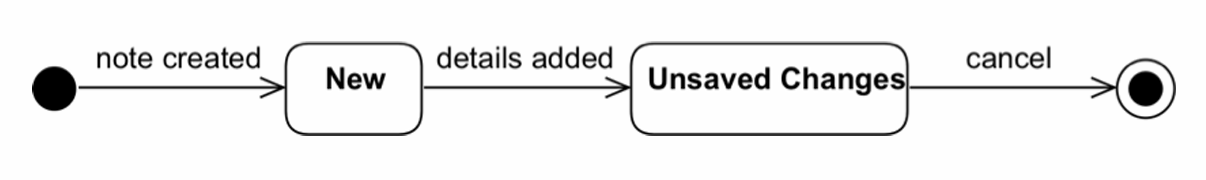 note created
New
details added
Unsaved Changes
cancel